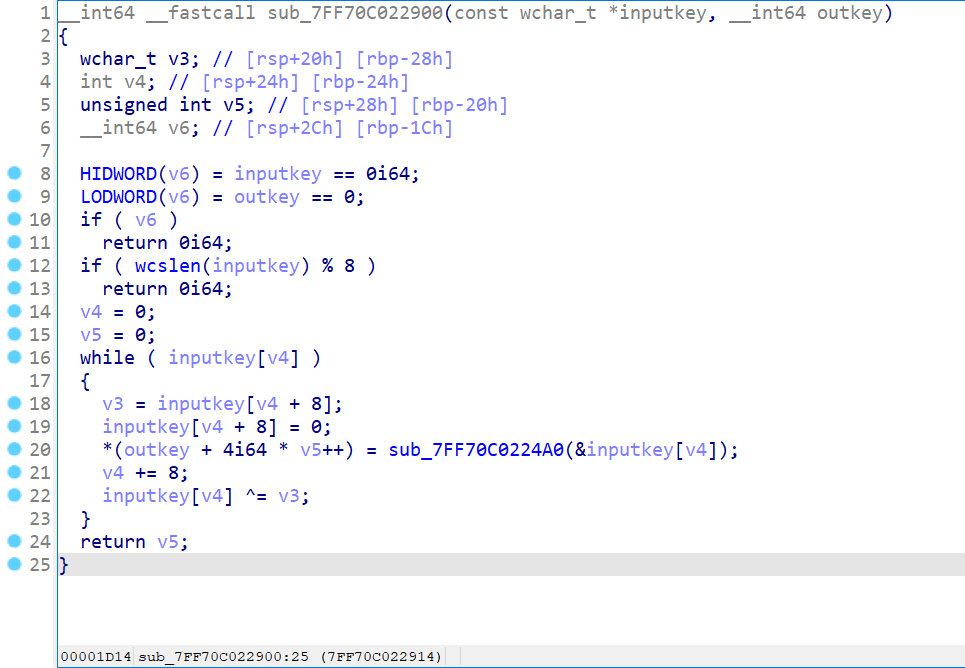 1 __int64 __fastcall sub_7FF70C022900(const wchar_t *inputkey, __int64 outkey)
2 {
3   wchar_t v3; // [rsp+20h] [rbp-28h]
4   int v4; // [rsp+24h] [rbp-24h]
5   unsigned int v5; // [rsp+28h] [rbp-20h]
6   __int64 v6; // [rsp+2Ch] [rbp-1Ch]
7
8   HIDWORD(v6) = inputkey == 0i64;
9   LODWORD(v6) = outkey == 0;
10   if ( v6 )
11     return 0i64;
12   if ( wcslen(inputkey) % 8 )
13     return 0i64;
14   v4 = 0;
15   v5 = 0;
16   while ( inputkey[v4] )
17   {
18     v3 = inputkey[v4 + 8];
19     inputkey[v4 + 8] = 0;
20     *(outkey + 4i64 * v5++) = sub_7FF70C0224A0(&inputkey[v4]);
21     v4 += 8;
22     inputkey[v4] ^= v3;
23   }
24   return v5;
25 }
00001D14 sub_7FF70C022900:25 (7FF70C022914)